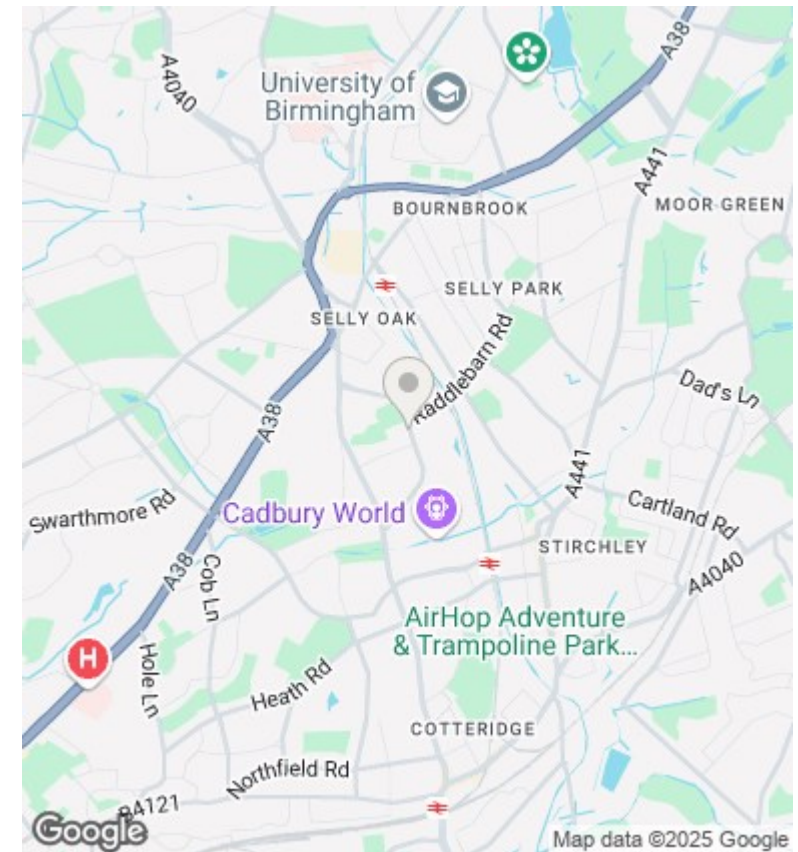 A4040
A38
University of
Birmingham
A441
BOURNBROOK
MOOR GREEN
SELLY PARK
SELLY OAK
Raddlebarn Rd
Dad's Ln
A38
A441
Swarthmore Rd
Cadbury World
Cartland Rd
STIRCHLEY
A38
Cob Ln
A4040
AirHop Adventure
& Trampoline Park...
H
Hole Ln
Heath Rd
COTTERIDGE
Northfield Rd
B4121
Google
Map data ©2025 Google